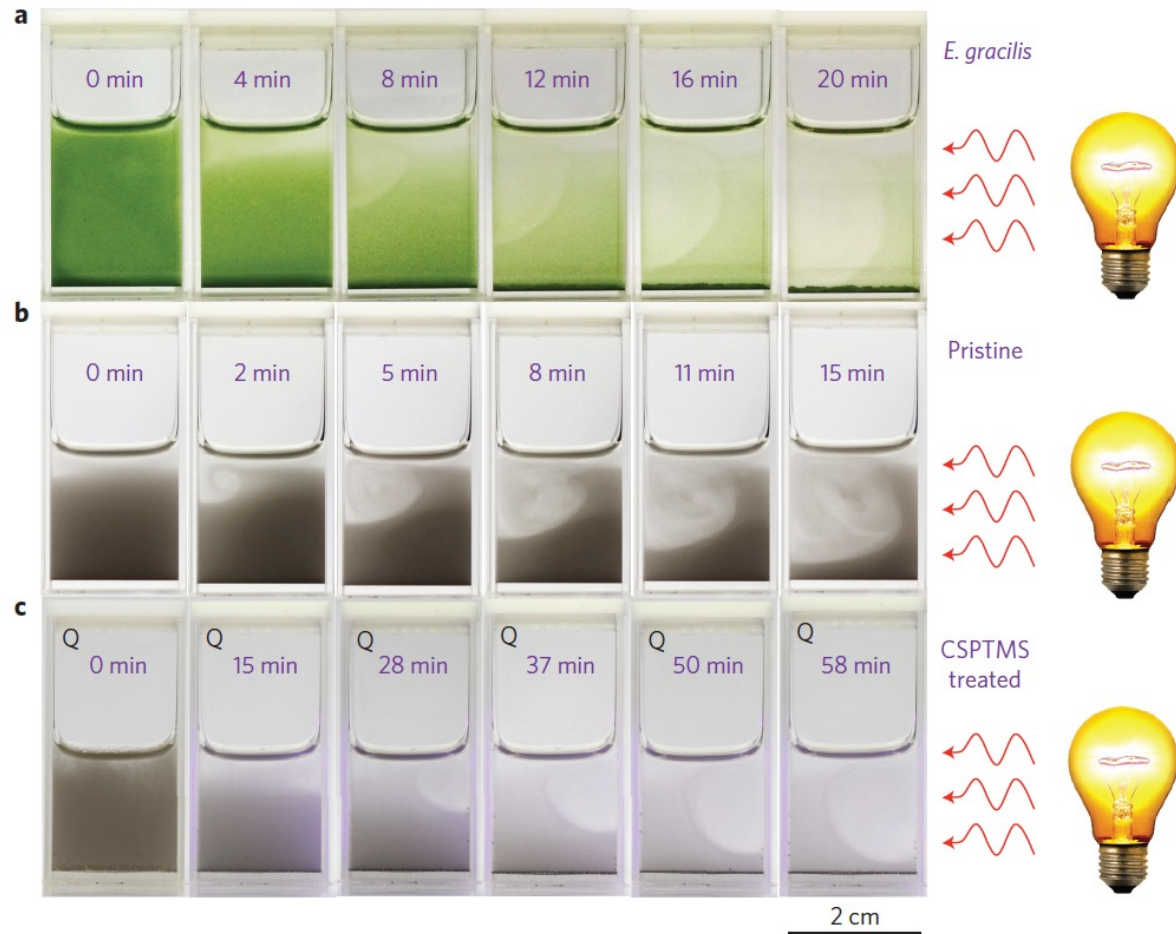 a
0 min 4 min 8 min 12 min 16 min 20 min
E. gracilis
b
0 min 2 min 5 min 8 min 11 min 15 min
Pristine
c
Q Q Q Q Q Q
0 min 15 min 28 min 37 min 50 min 58 min
CSPTMS
treated
2 cm